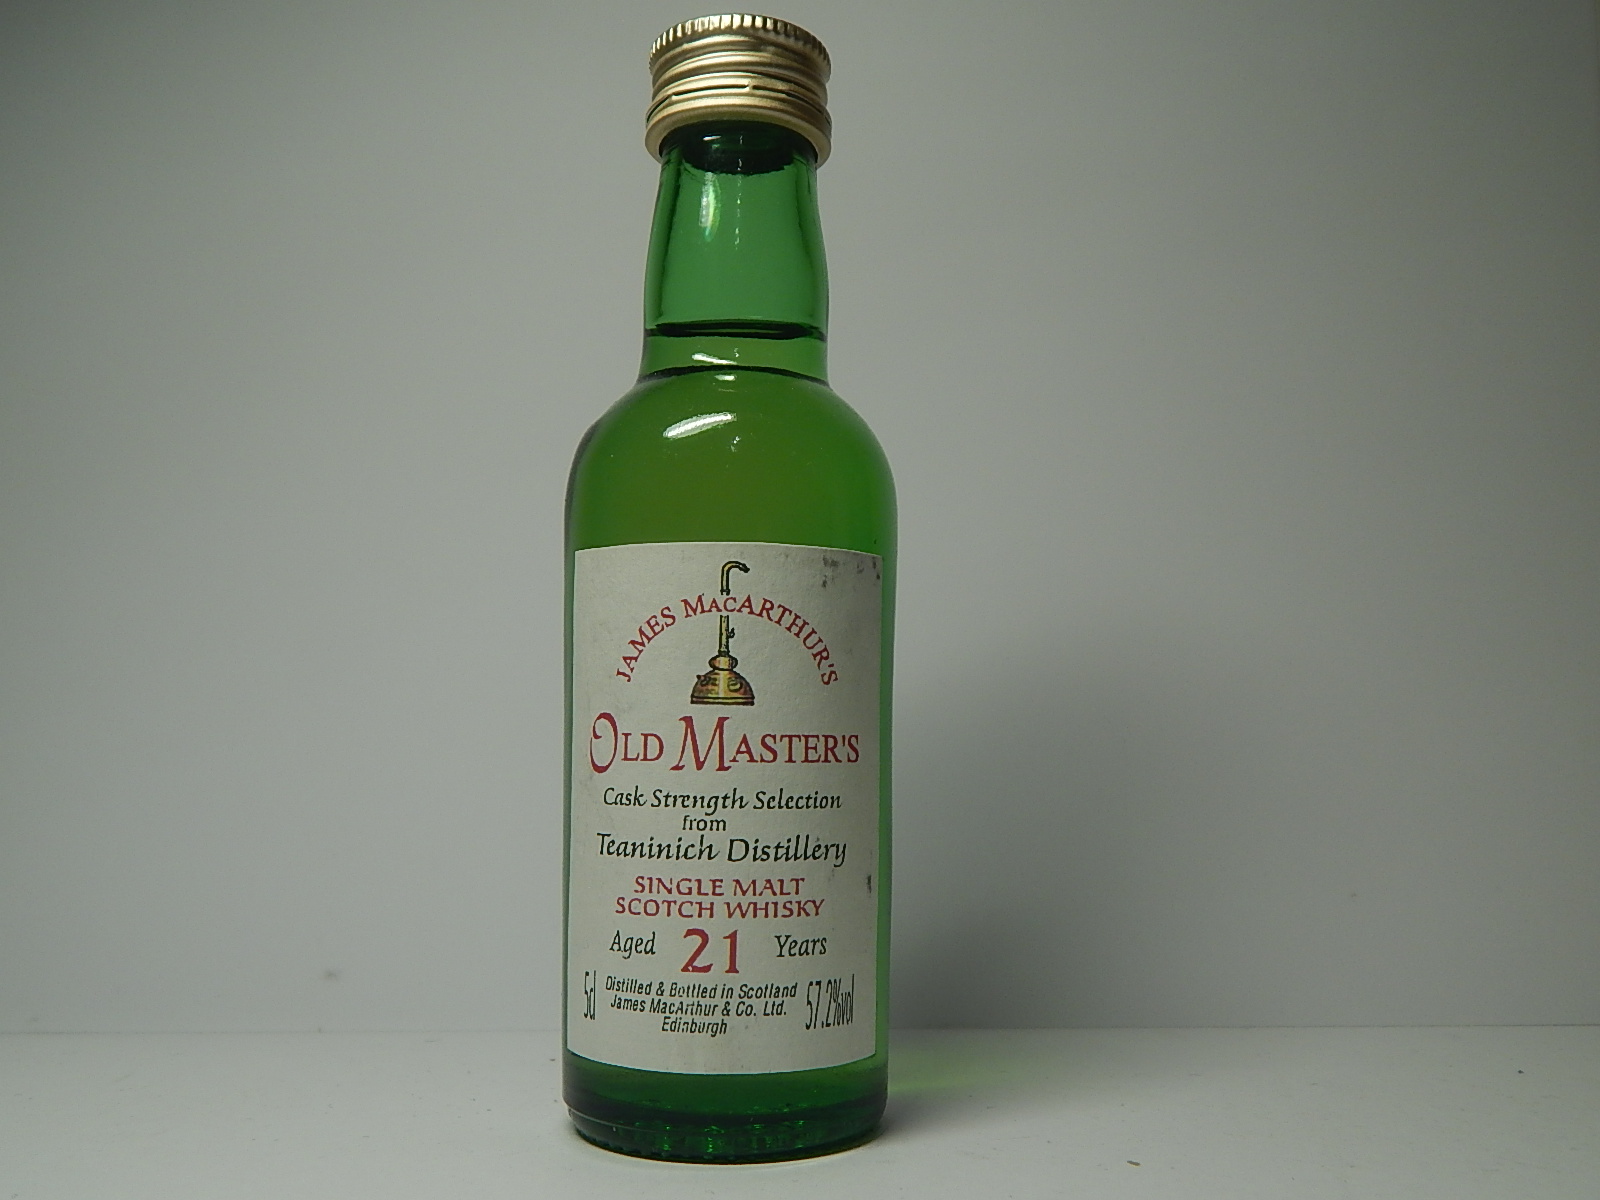 JAMES MACARTHUR'S
OLD MASTER'S
Cask Strength Selection
from
Teaninich Distillery
SINGLE MALT
SCOTCH WHISKY
Aged 21 Years
5cl Distilled & Bottled in Scotland 57.2%vol
James MacArthur & Co. Ltd.
Edinburgh